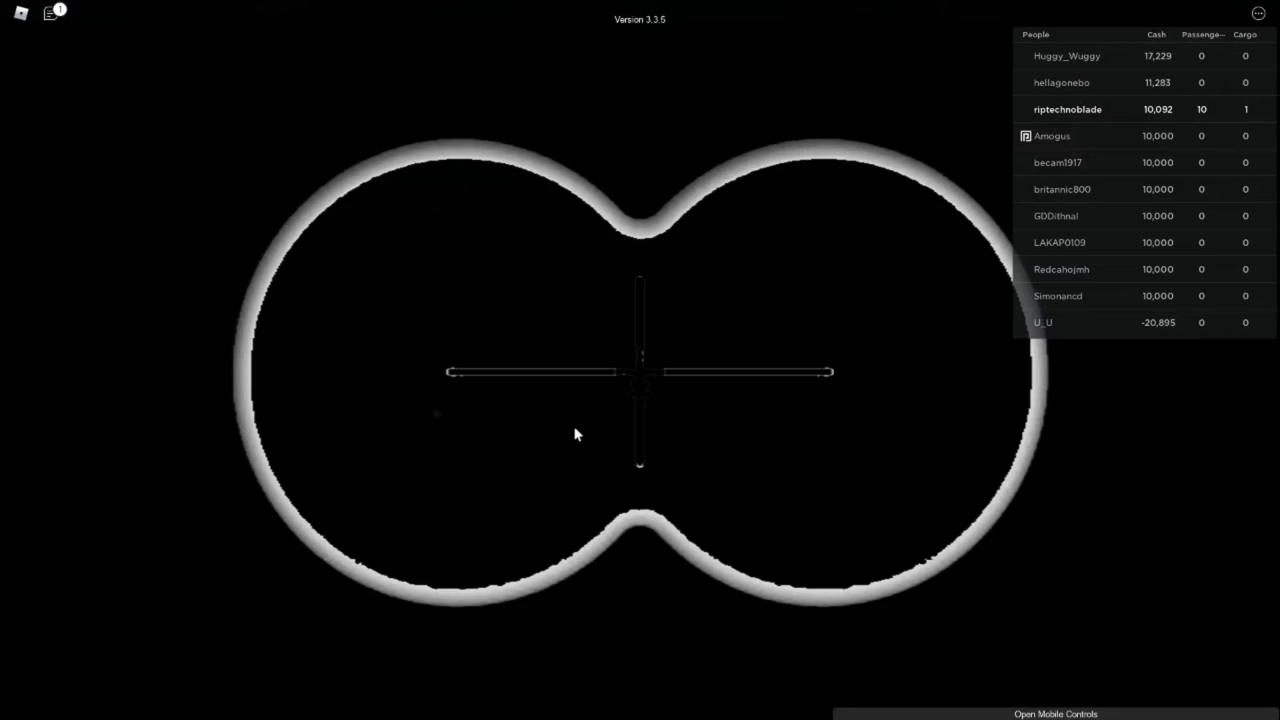 1
Version 3.3.5
People Cash Passenge··· Cargo
Huggy_Wuggy 17,229 0 0
hellagonebo 11,283 0 0
riptechnoblade 10,092 10 1
Amogus 10,000 0 0
becam1917 10,000 0 0
britannic800 10,000 0 0
GDDithnal 10,000 0 0
LAKAP0109 10,000 0 0
Redcahojmh 10,000 0 0
Simonancd 10,000 0 0
U_U -20,895 0 0
Open Mobile Controls